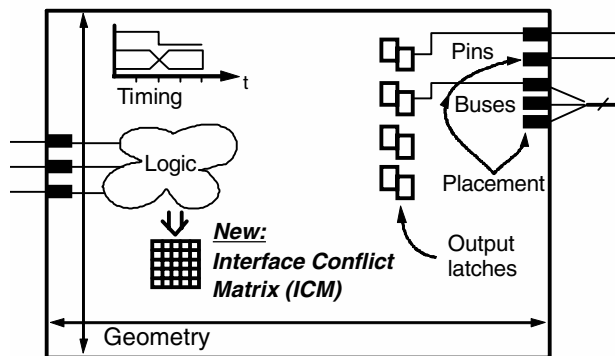 Pins
t
Timing
Buses
Logic
Placement
New:
Interface Conflict
Matrix (ICM)
Output
latches
Geometry